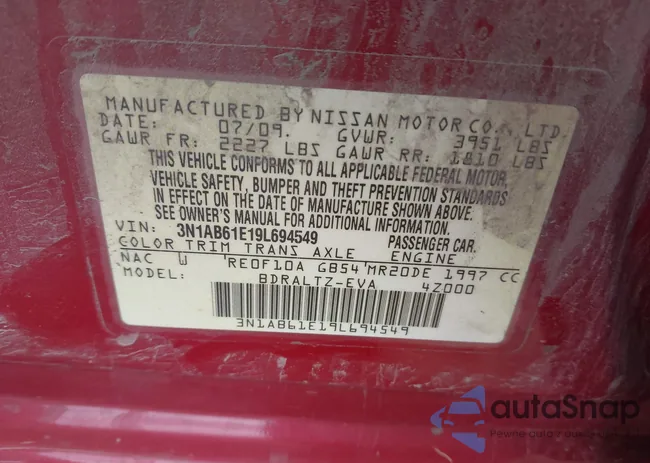 MANUFACTURED BY NISSAN MOTOR CO., LTD.
DATE: 07/09. GVWR: 3951 LBS
GAWR FR: 2227 LBS GAWR RR: 1810 LBS
THIS VEHICLE CONFORMS TO ALL APPLICABLE FEDERAL MOTOR
VEHICLE SAFETY, BUMPER AND THEFT PREVENTION STANDARDS
IN EFFECT ON THE DATE OF MANUFACTURE SHOWN ABOVE.
SEE OWNER'S MANUAL FOR ADDITIONAL INFORMATION.
VIN: 3N1AB61E19L694549 PASSENGER CAR.
COLOR TRIM TRANS AXLE ENGINE
NAC W RE0F10A GB54 MR20DE 1997 CC
MODEL: BDRALTZ-EVA 4Z000
3N1AB61E19L694549
autoSnap